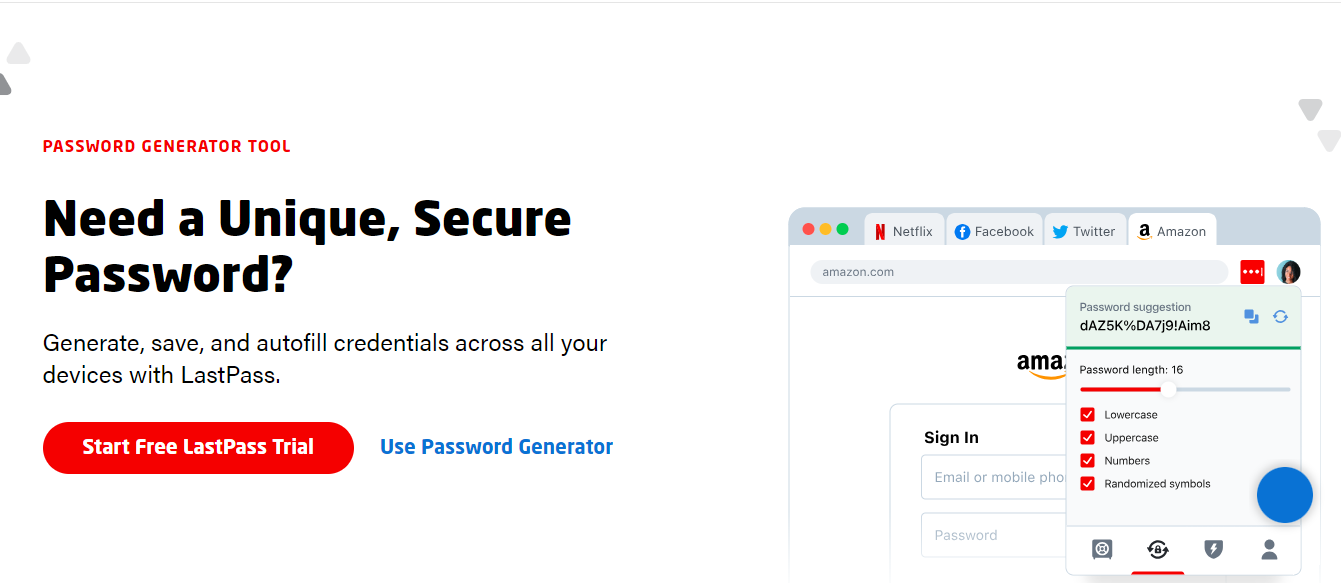 PASSWORD GENERATOR TOOL
Need a Unique, Secure
Password?
Generate, save, and autofill credentials across all your
devices with LastPass.
Start Free LastPass Trial
Use Password Generator
Netflix
Facebook
Twitter
Amazon
amazon.com
Password suggestion
dAZ5K%DA7j9!Aim8
Password length: 16
Lowercase
Uppercase
Numbers
Randomized symbols
ama
Sign In
Email or mobile pho
Password